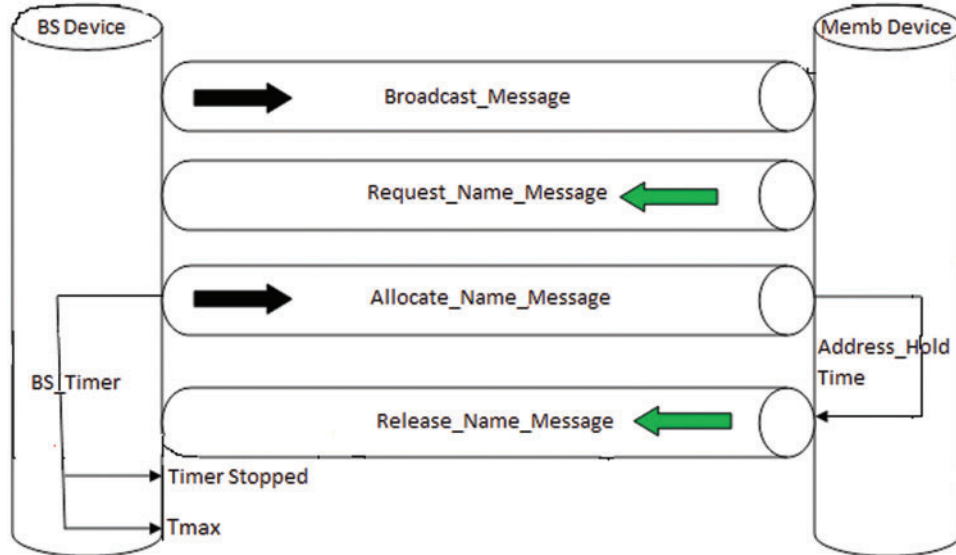 BS Device
Memb Device
Broadcast_Message
Request_Name_Message
Allocate_Name_Message
Address_Hold
Time
BS_Timer
Release_Name_Message
Timer Stopped
Tmax